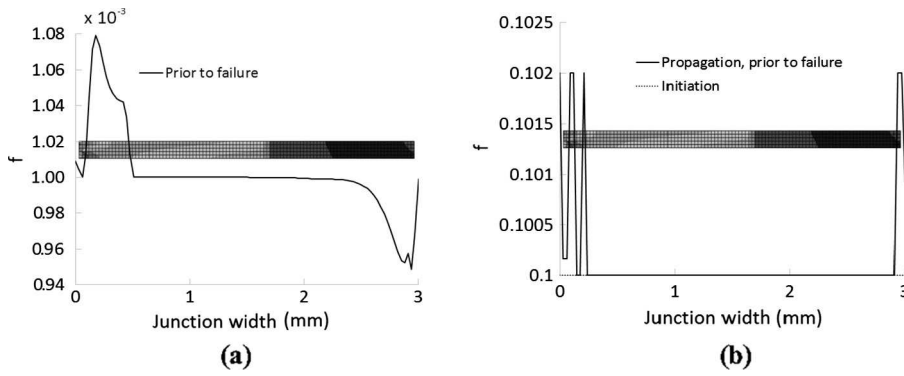 x 10-3
1.08
1.06
1.04
1.02
1.00
0.98
0.96
0.94
f
Prior to failure
0
1
2
3
Junction width (mm)
(a)
0.1025
0.102
0.1015
0.101
0.1005
0.1
f
Propagation, prior to failure
Initiation
0
1
2
3
Junction width (mm)
(b)